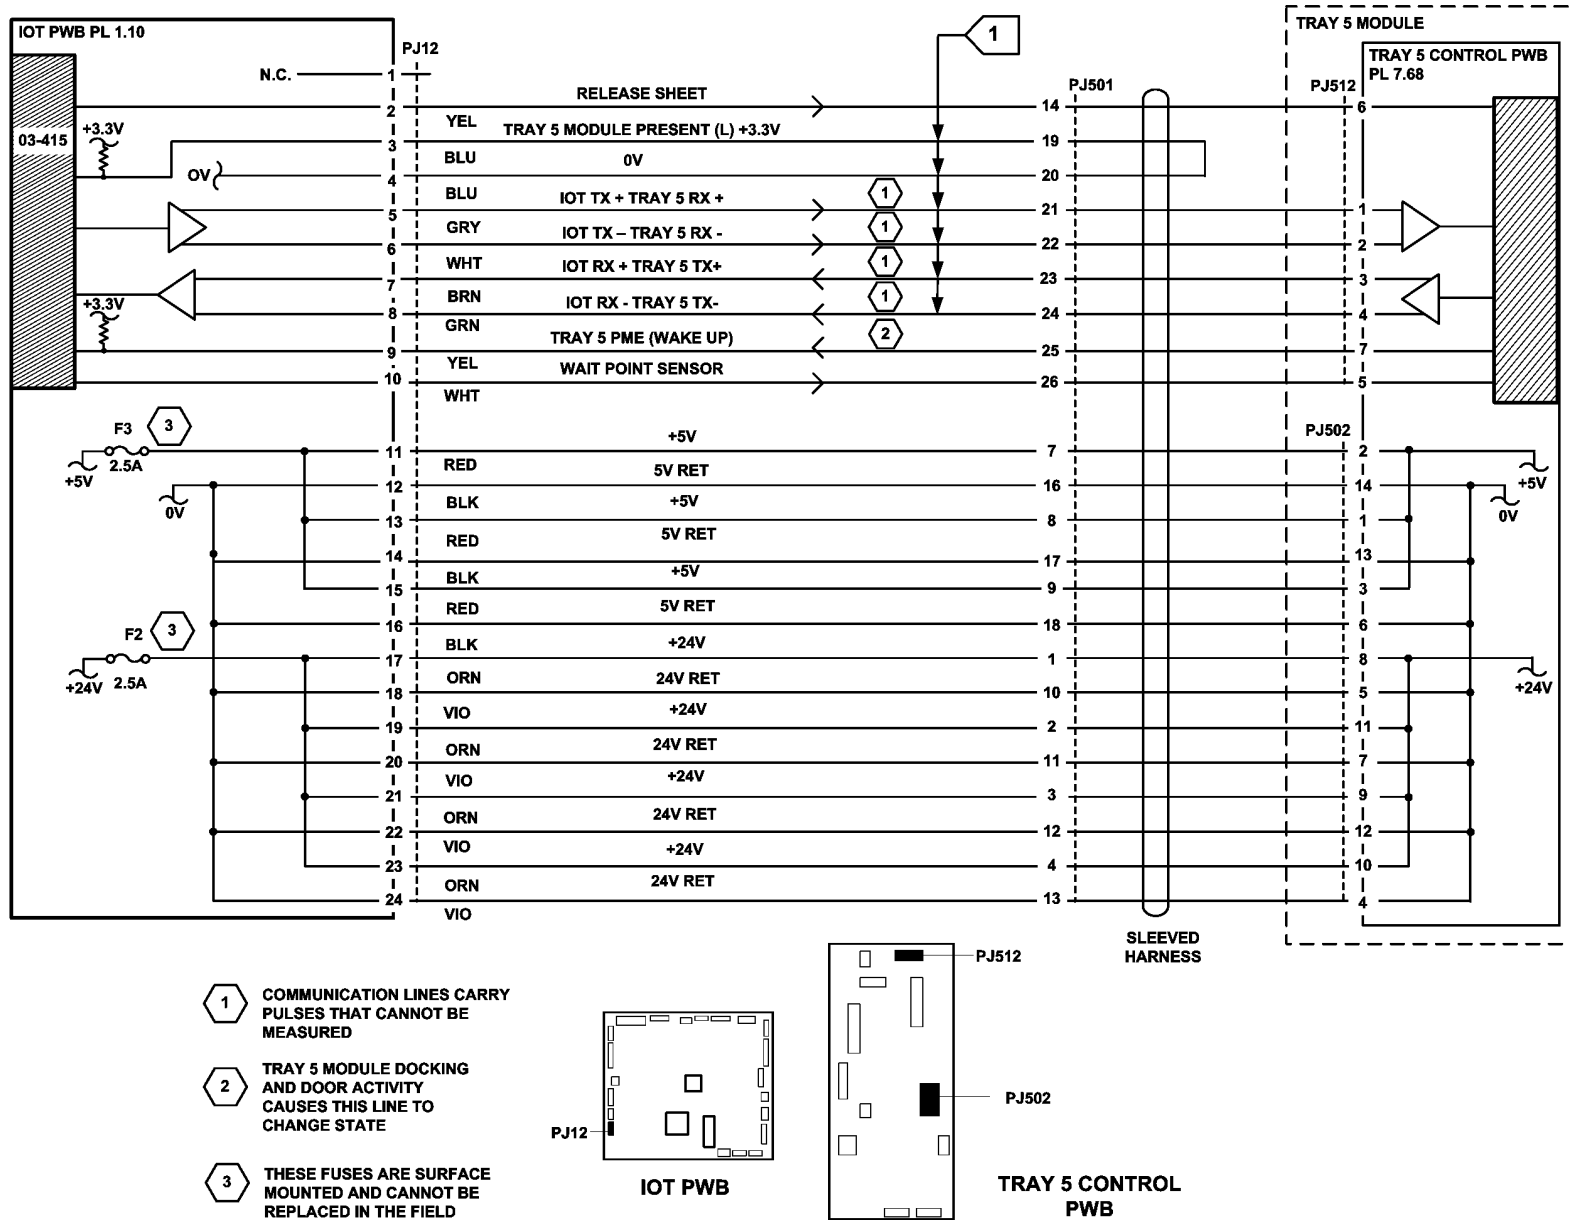 IOT PWB PL 1.10
PJ12
1
TRAY 5 MODULE
TRAY 5 CONTROL PWB
PL 7.68
PJ501
PJ512
N.C.
1
2
RELEASE SHEET
14
6
YEL
03-415
+3.3V
3
TRAY 5 MODULE PRESENT (L) +3.3V
19
BLU
OV
4
0V
20
BLU
5
IOT TX + TRAY 5 RX +
1
21
1
GRY
6
IOT TX – TRAY 5 RX -
1
22
2
WHT
7
IOT RX + TRAY 5 TX+
1
23
3
BRN
+3.3V
8
IOT RX - TRAY 5 TX-
1
24
4
GRN
9
TRAY 5 PME (WAKE UP)
2
25
7
YEL
10
WAIT POINT SENSOR
26
5
WHT
F3
3
2.5A
+5V
PJ502
11
+5V
7
2
+5V
RED
0V
12
5V RET
16
14
0V
BLK
13
+5V
8
1
RED
14
5V RET
17
13
BLK
15
+5V
9
3
RED
16
5V RET
18
6
BLK
F2
3
2.5A
+24V
17
+24V
1
8
+24V
ORN
18
24V RET
10
5
VIO
19
+24V
2
11
ORN
20
24V RET
11
7
VIO
21
+24V
3
9
ORN
22
24V RET
12
12
VIO
23
+24V
4
10
ORN
24
24V RET
13
4
VIO
SLEEVED
HARNESS
1
COMMUNICATION LINES CARRY
PULSES THAT CANNOT BE
MEASURED
2
TRAY 5 MODULE DOCKING
AND DOOR ACTIVITY
CAUSES THIS LINE TO
CHANGE STATE
3
THESE FUSES ARE SURFACE
MOUNTED AND CANNOT BE
REPLACED IN THE FIELD
PJ12
IOT PWB
PJ512
PJ502
TRAY 5 CONTROL
PWB